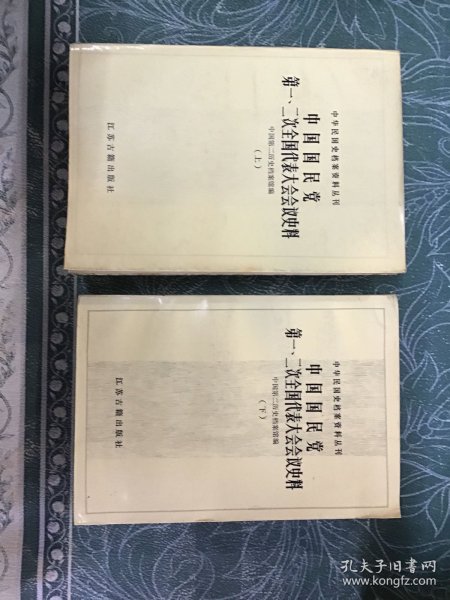 中华民国史档案资料丛刊
中国国民党
第一、二次全国代表大会会议史料
（上）
中国第二历史档案馆编
江苏古籍出版社
中华民国史档案资料丛刊
中国国民党
第一、二次全国代表大会会议史料
（下）
中国第二历史档案馆编
江苏古籍出版社
孔夫子旧书网
www.kongfz.com